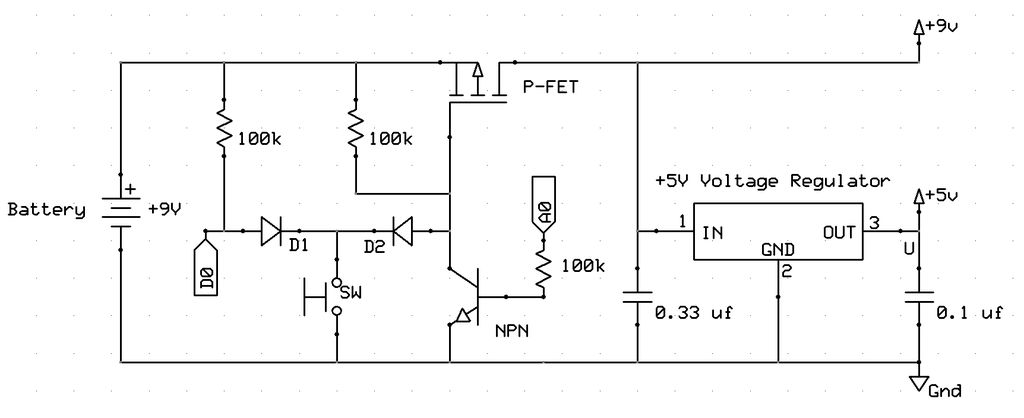 +9v
P-FET
100k
100k
+5V Voltage Regulator
+5v
Battery
+
+9V
A0
1
IN
OUT
3
D1
D2
GND
U
2
D0
100k
SW
0.33 uf
0.1 uf
NPN
Gnd